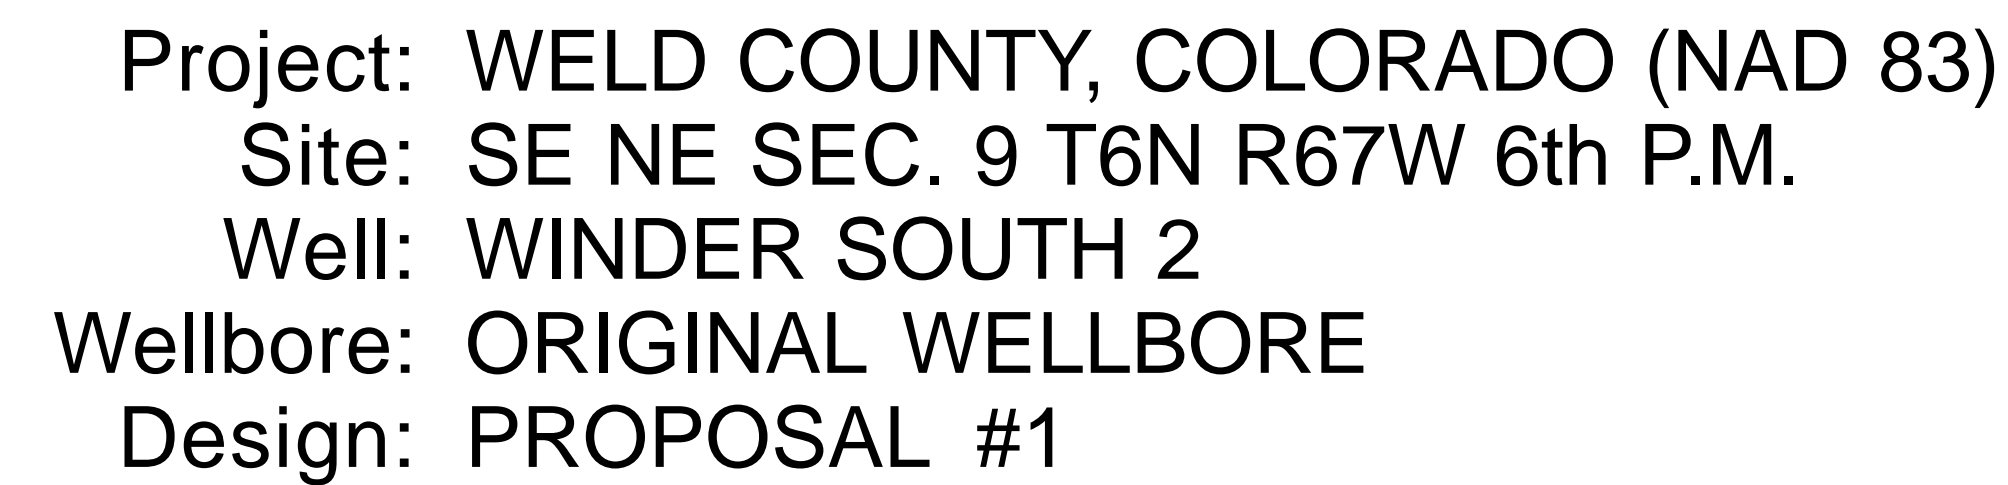 Project: WELD COUNTY, COLORADO (NAD 83)
Site: SE NE SEC. 9 T6N R67W 6th P.M.
Well: WINDER SOUTH 2
Wellbore: ORIGINAL WELLBORE
Design: PROPOSAL #1